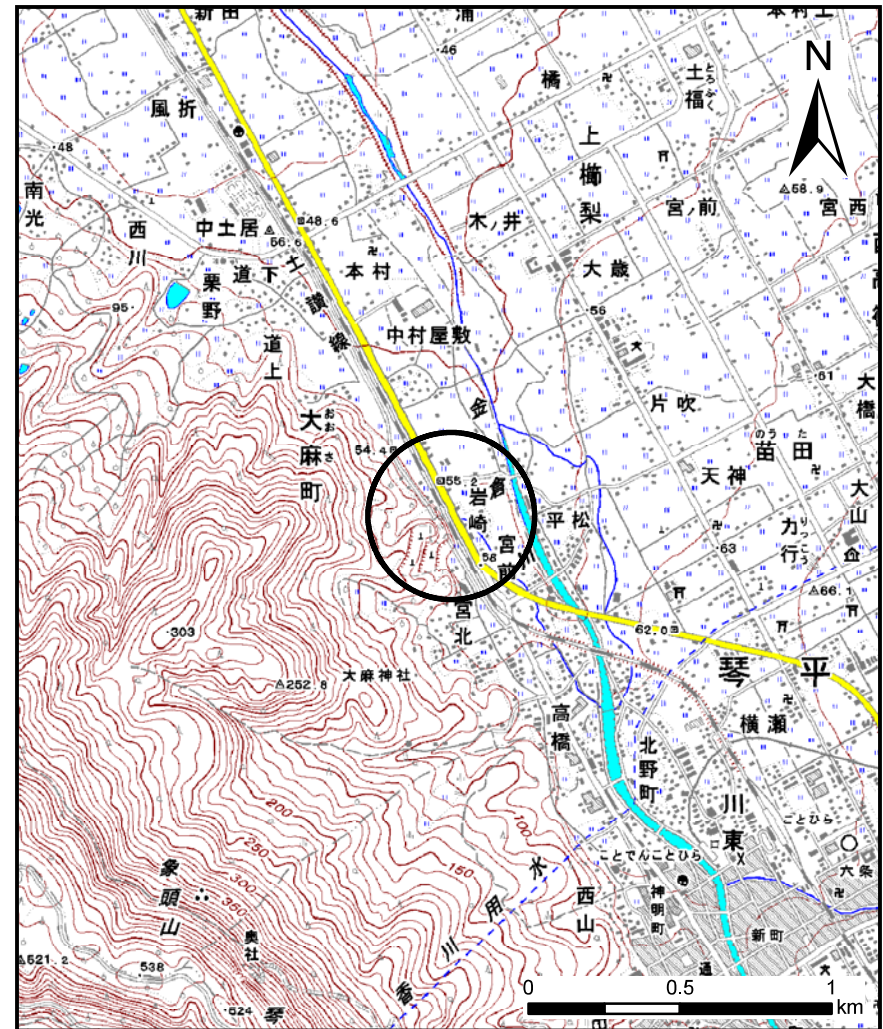 新田
浦
本村上
46
橘
土福
とろふく
N
風折
上櫛梨
48
南光
西川
中土居
56.6
48.6
木ノ井
宮ノ前
58.9
宮西
栗野
道下
土讃線
本村
大歳
95
道上
中村屋敷
56
61
大橋
片吹
金倉川
大麻町
おおさ
54.4
55.2
岩崎
宮前
58
平松
天神
苗田
のうた
大山
63
力行
りっこう
66.1
宮北
62.0
303
252.8
大麻神社
琴平
高橋
横瀬
北野町
川東
200
250
300
350
150
100
ことひら
ことでんことひら
六条
象頭山
香川用水
西山
神明町
新町
奥社
521.2
538
524
琴
通
0 0.5 1
km